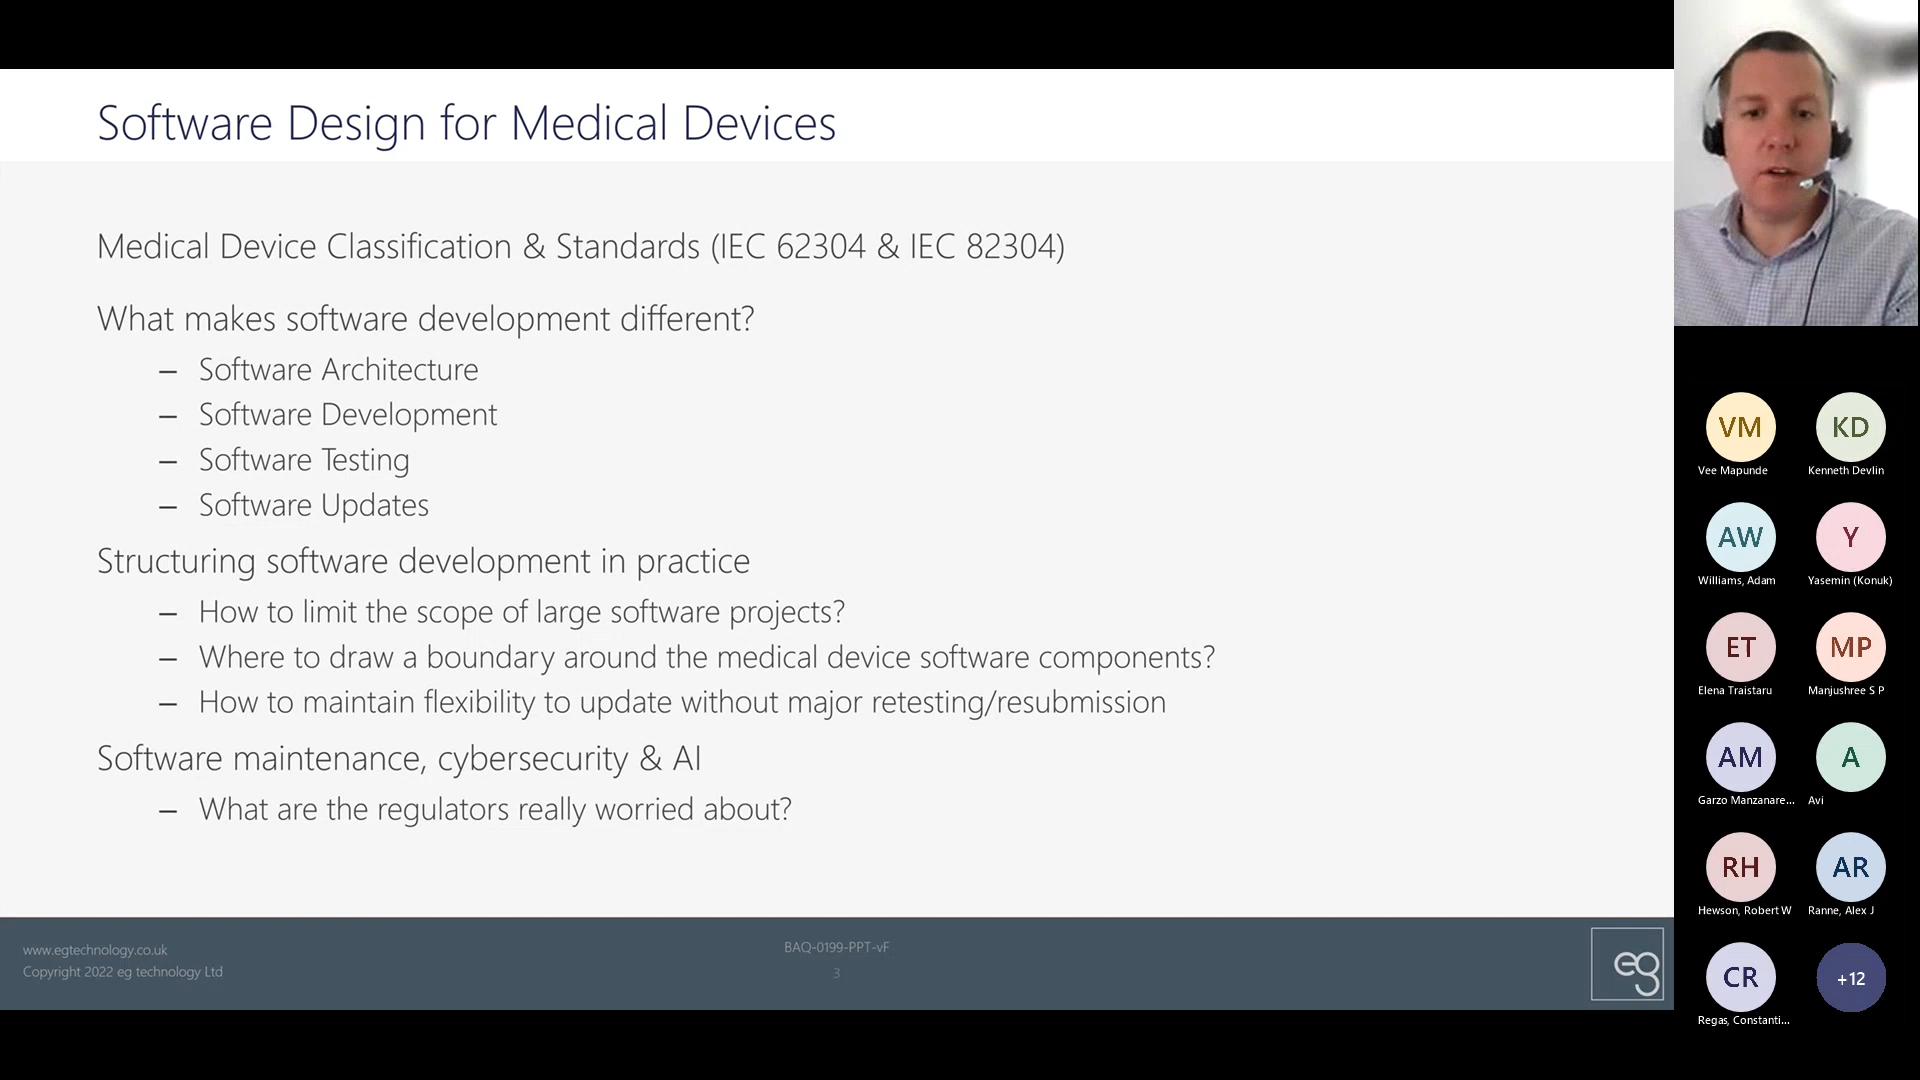 Software Design for Medical Devices
Medical Device Classification & Standards (IEC 62304 & IEC 82304)
What makes software development different?
– Software Architecture
– Software Development
– Software Testing
– Software Updates
Structuring software development in practice
– How to limit the scope of large software projects?
– Where to draw a boundary around the medical device software components?
– How to maintain flexibility to update without major retesting/resubmission
Software maintenance, cybersecurity & AI
– What are the regulators really worried about?
www.egtechnology.co.uk
Copyright 2022 eg technology Ltd
BAQ-0199-PPT-vF
3
eg
VM
Vee Mapunde
KD
Kenneth Devlin
AW
Williams, Adam
Y
Yasemin (Konuk)
ET
Elena Traistaru
MP
Manjushree S P
AM
Garzo Manzanare...
A
Avi
RH
Hewson, Robert W
AR
Ranne, Alex J
CR
Regas, Constanti...
+12